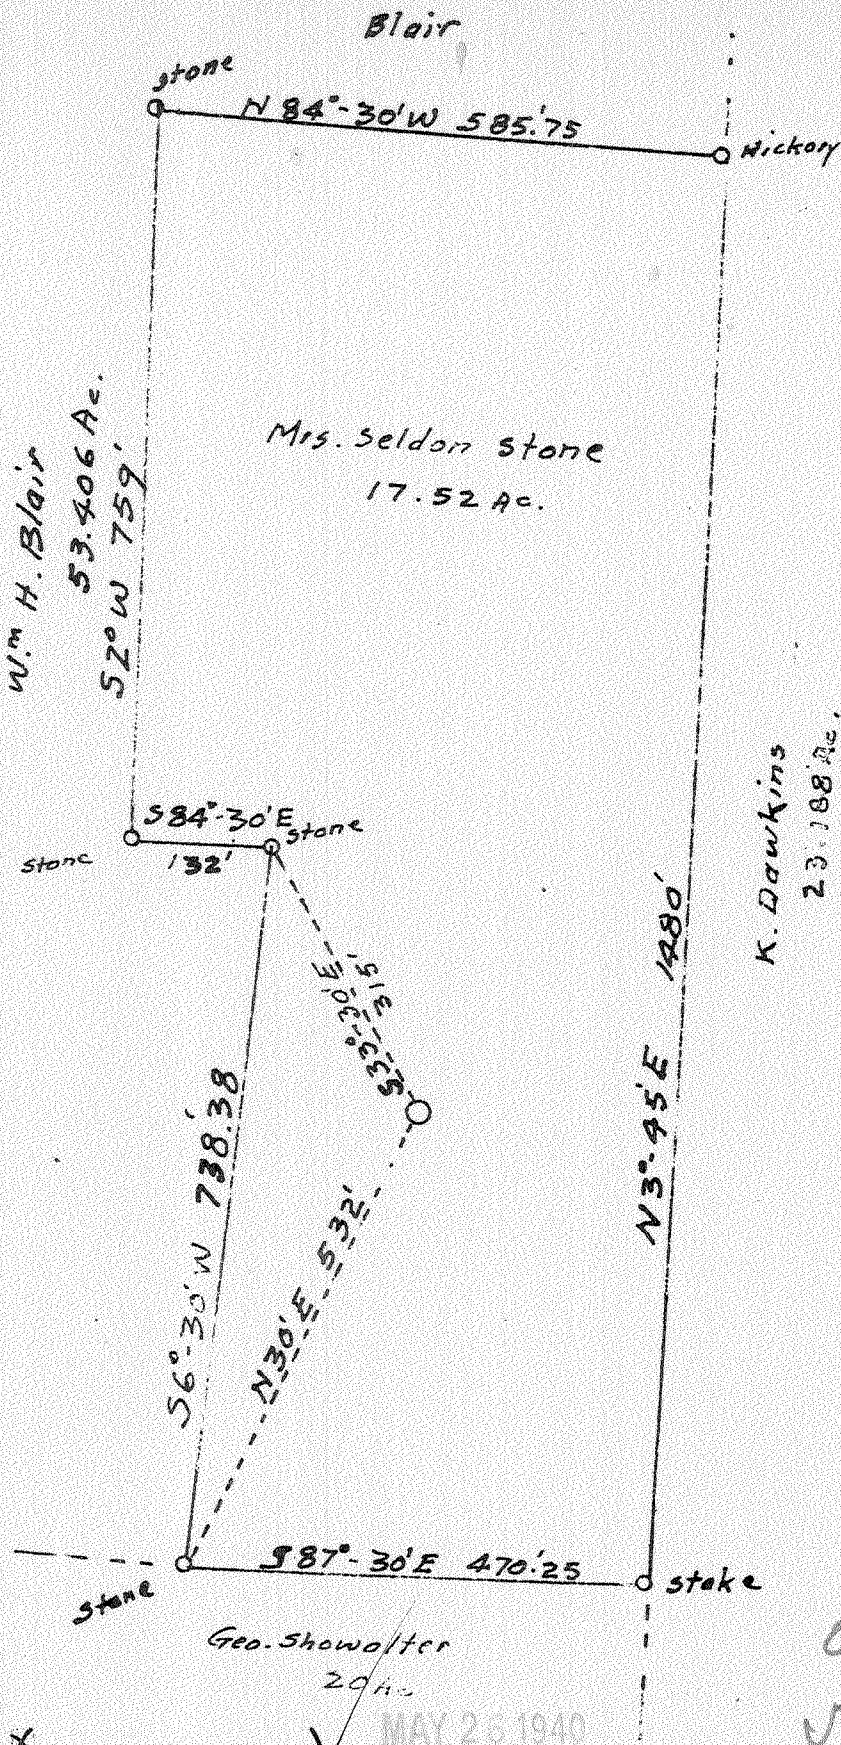 Blair
stone
N 84°-30'W 585.'75
Hickory
Mrs. Seldon Stone
17.52 Ac.
Wm H. Blair
53.406 Ac.
S2°W 759'
S84°-30'E
132'
stone
stone
S33°-30'E
315'
K. Dawkins
23.188 Ac.
N3°-45'E 1480'
S6°-30'W 738.'38
N30'E 532'
S87°-30'E 470.'25
stone
stake
Geo. Showalter
20 Ac
MAY 26 1940